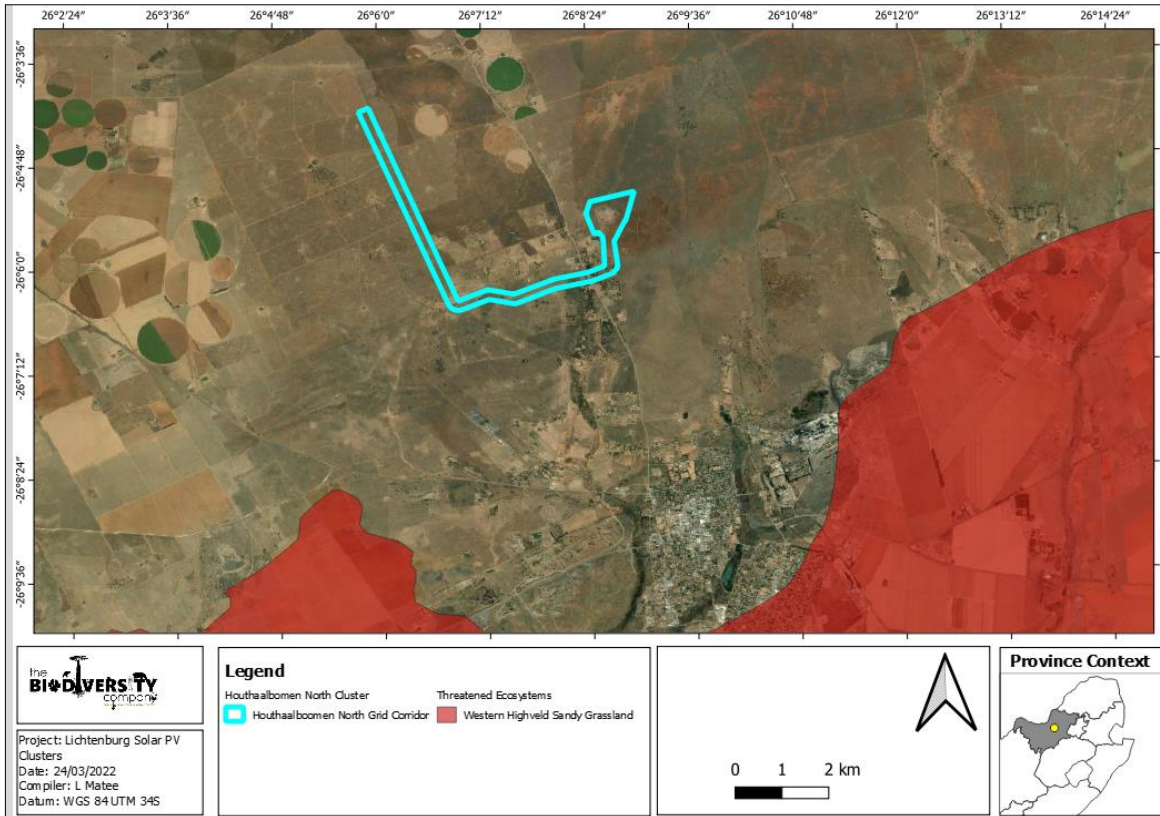 26°2'24" 26°3'36" 26°4'48" 26°6'0" 26°7'12" 26°8'24" 26°9'36" 26°10'48" 26°12'0" 26°13'12" 26°14'24"
-26°3'36"
-26°4'48"
-26°6'0"
-26°7'12"
-26°8'24"
-26°9'36"
the
BIODIVERSITY
company
Project: Lichtenburg Solar PV
Clusters
Date: 24/03/2022
Compiler: L Matee
Datum: WGS 84 UTM 34S
Legend
Houthaalbomen North Cluster
Houthaalboomen North Grid Corridor
Threatened Ecosystems
Western Highveld Sandy Grassland
0 1 2 km
Province Context